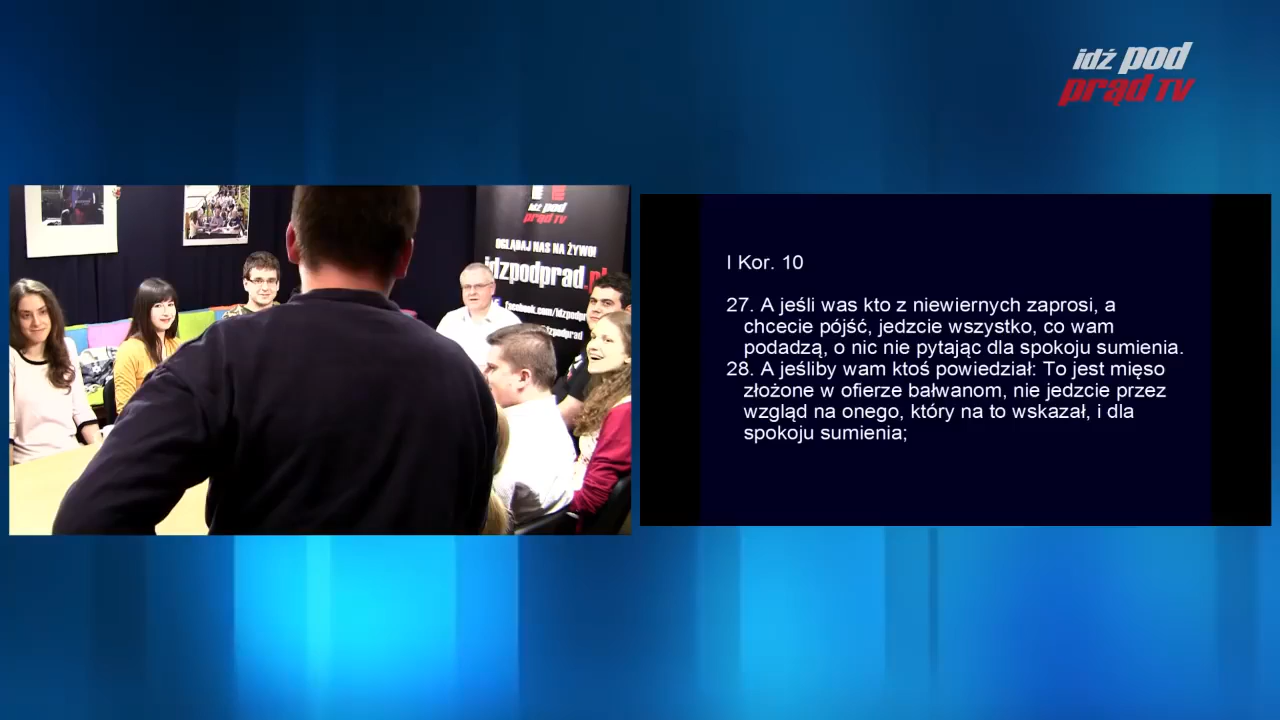 idź pod
prąd TV
idź pod
prąd TV
OGLĄDAJ NAS NA ŻYWO!
idzpodprad.pl
facebook.com/idzpodpr
I Kor. 10
27. A jeśli was kto z niewiernych zaprosi, a
chcecie pójść, jedzcie wszystko, co wam
podadzą, o nic nie pytając dla spokoju sumienia.
28. A jeśliby wam ktoś powiedział: To jest mięso
złożone w ofierze bałwanom, nie jedzcie przez
wzgląd na onego, który na to wskazał, i dla
spokoju sumienia;